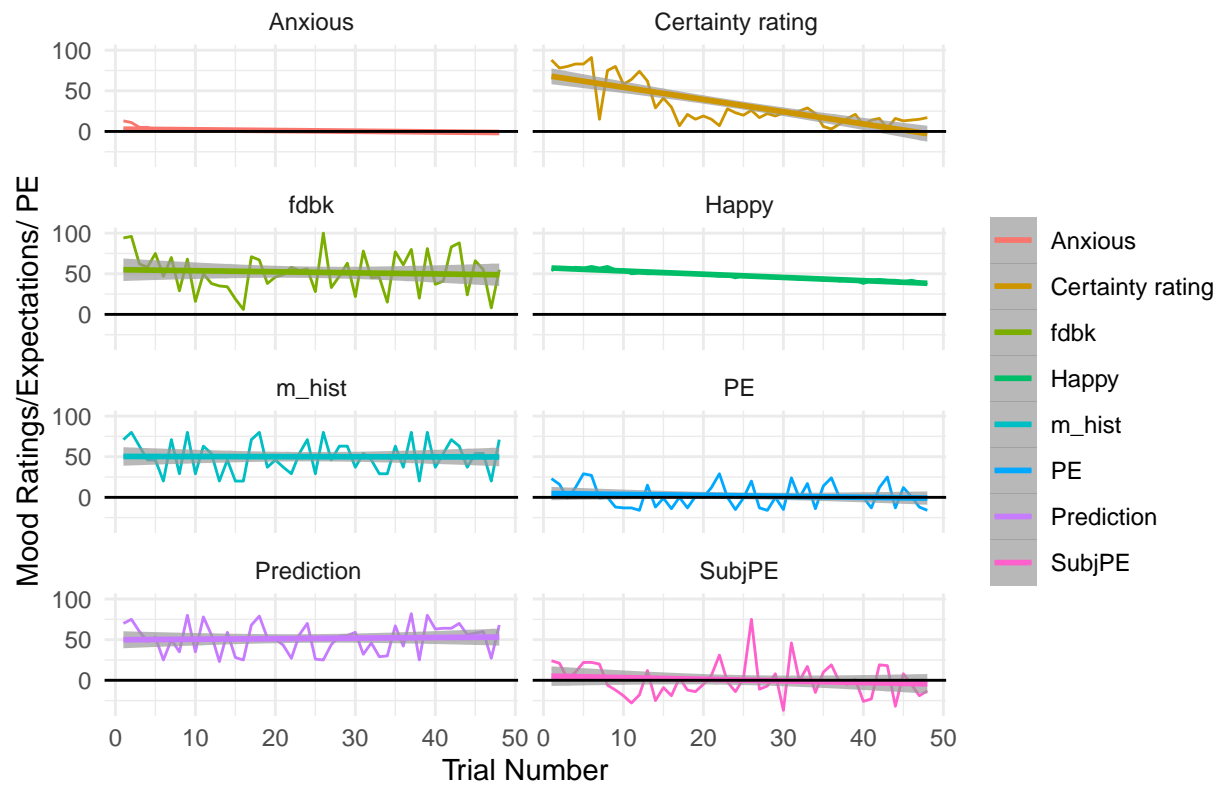 Anxious
Certainty rating
100
50
0
fdbk
Happy
100
50
0
m_hist
PE
100
50
0
Prediction
SubjPE
100
50
0
0 10 20 30 40 50 0 10 20 30 40 50
Trial Number
Mood Ratings/Expectations/ PE
Anxious
Certainty rating
fdbk
Happy
m_hist
PE
Prediction
SubjPE